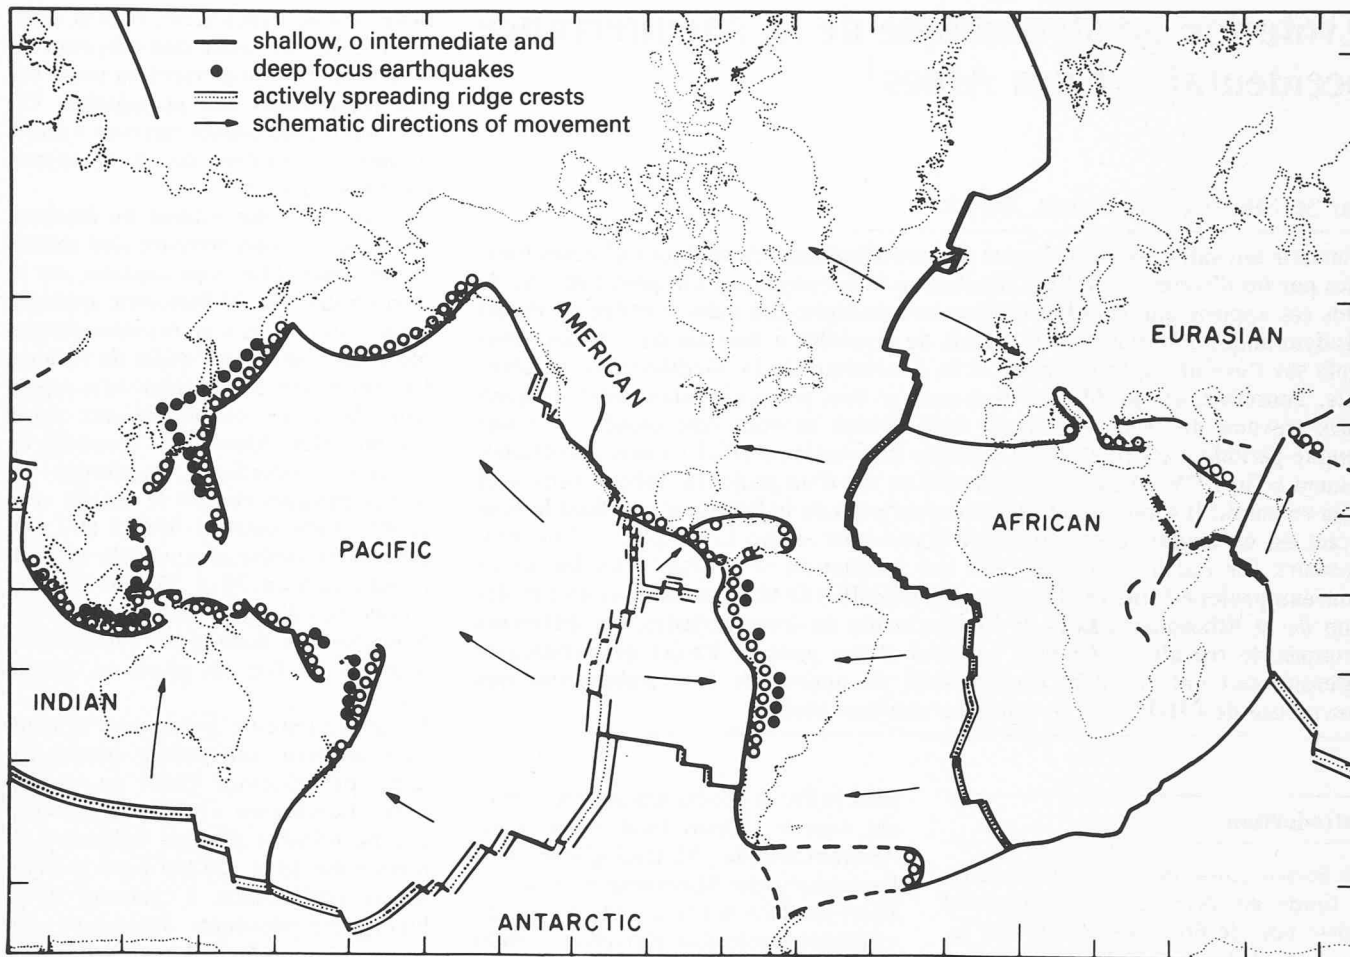 shallow, o intermediate and
● deep focus earthquakes
actively spreading ridge crests
schematic directions of movement
AMERICAN
EURASIAN
PACIFIC
AFRICAN
INDIAN
ANTARCTIC